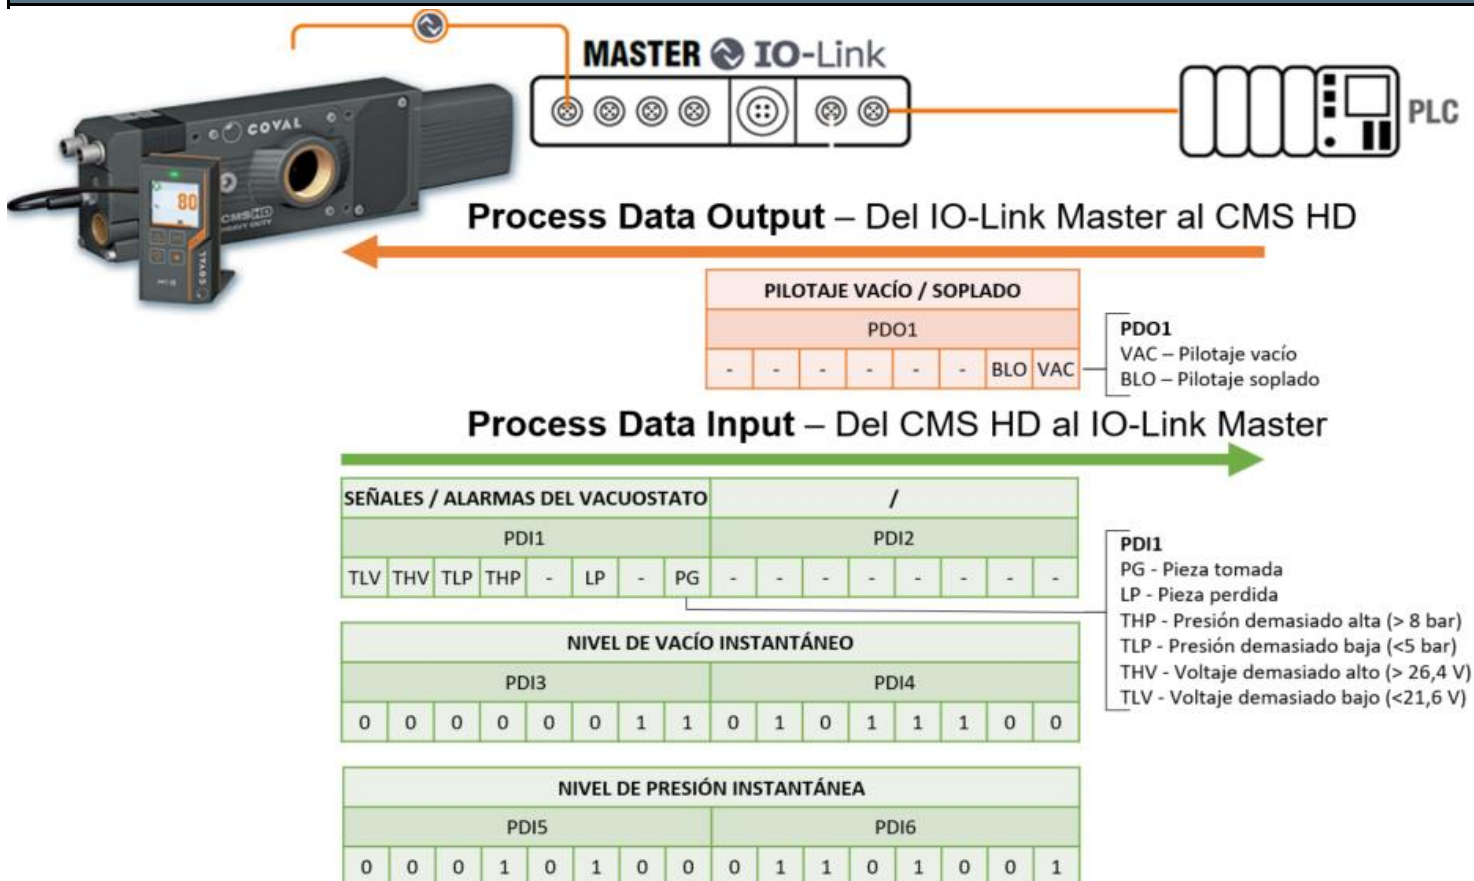 MASTER IO-Link
COVAL
80
CMS HD
HEAVY DUTY
COVAL
PLC
Process Data Output – Del IO-Link Master al CMS HD
PILOTAJE VACÍO / SOPLADO
PDO1
- - - - - - BLO VAC
PDO1
VAC – Pilotaje vacío
BLO – Pilotaje soplado
Process Data Input – Del CMS HD al IO-Link Master
SEÑALES / ALARMAS DEL VACUOSTATO /
PDI1 PDI2
TLV THV TLP THP - LP - PG - - - - - - - -
PDI1
PG - Pieza tomada
LP - Pieza perdida
THP - Presión demasiado alta (> 8 bar)
TLP - Presión demasiado baja (<5 bar)
THV - Voltaje demasiado alto (> 26,4 V)
TLV - Voltaje demasiado bajo (<21,6 V)
NIVEL DE VACÍO INSTANTÁNEO
PDI3 PDI4
0 0 0 0 0 0 1 1 0 1 0 1 1 1 0 0
NIVEL DE PRESIÓN INSTANTÁNEA
PDI5 PDI6
0 0 0 1 0 1 0 0 0 1 1 0 1 0 0 1